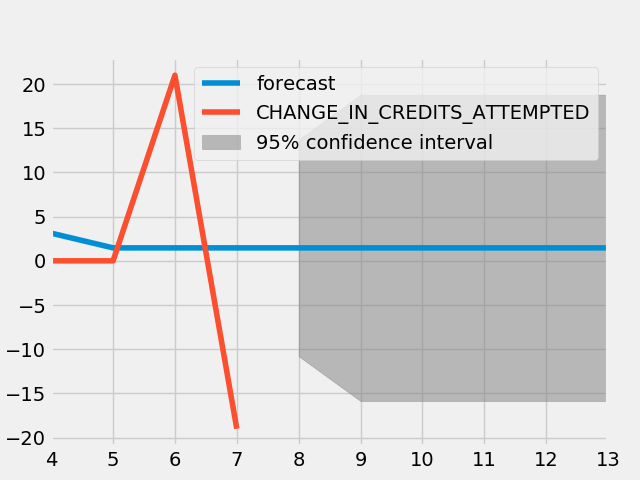 forecast
CHANGE_IN_CREDITS_ATTEMPTED
95% confidence interval
20
15
10
5
0
−5
−10
−15
−20
4 5 6 7 8 9 10 11 12 13